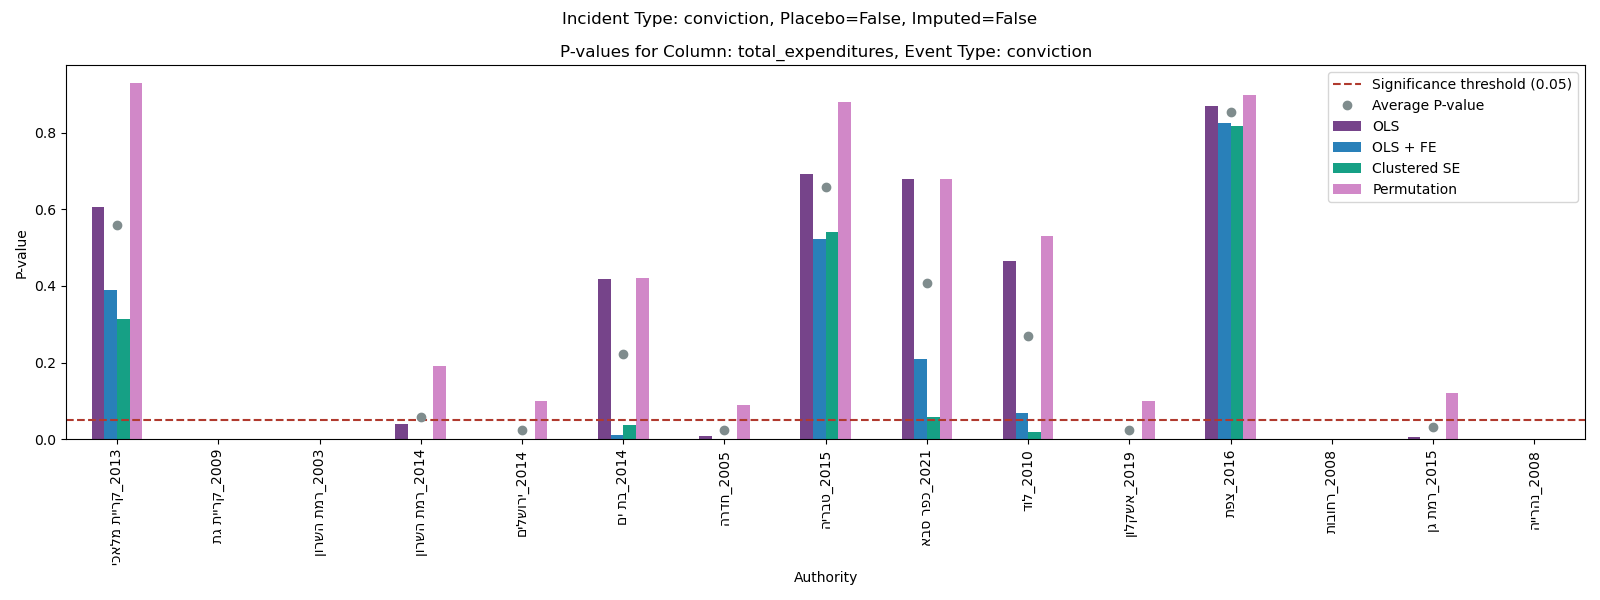 Incident Type: conviction, Placebo=False, Imputed=False
P-values for Column: total_expenditures, Event Type: conviction
Significance threshold (0.05)
Average P-value
OLS
OLS + FE
Clustered SE
Permutation
P-value
0.8
0.6
0.4
0.2
0.0
קריית מלאכי_2013
קריית גת_2009
רמת השרון_2003
רמת השרון_2014
ירושלים_2014
בת ים_2014
חדרה_2005
טבריה_2015
כפר סבא_2021
לוד_2010
אשקלון_2019
צפת_2016
רחובות_2008
רמת גן_2015
נהרייה_2008
Authority